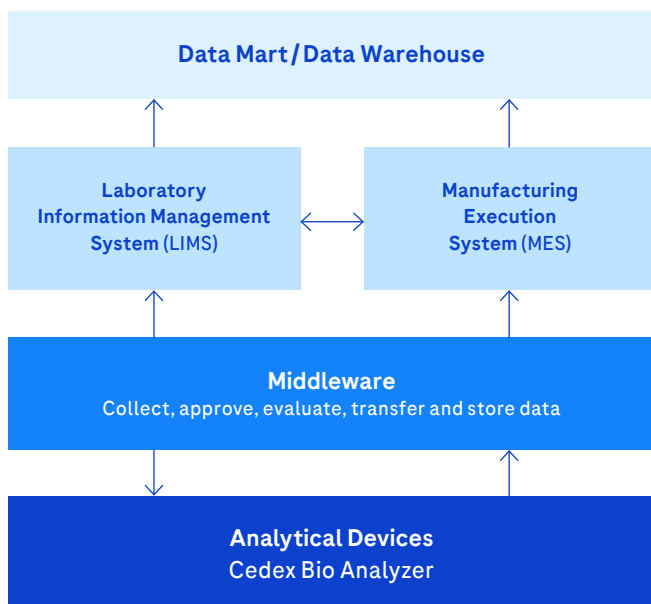 Data Mart / Data Warehouse
Laboratory
Information Management
System (LIMS)
Manufacturing
Execution
System (MES)
Middleware
Collect, approve, evaluate, transfer and store data
Analytical Devices
Cedex Bio Analyzer